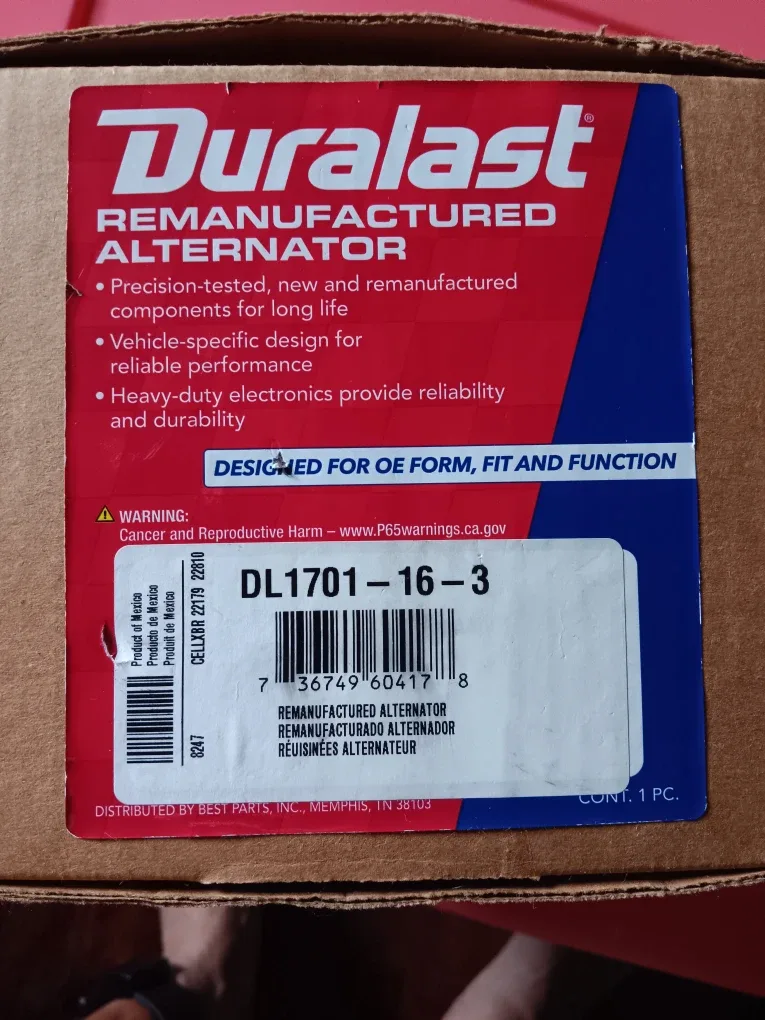 Duralast®
REMANUFACTURED
ALTERNATOR
• Precision-tested, new and remanufactured
components for long life
• Vehicle-specific design for
reliable performance
• Heavy-duty electronics provide reliability
and durability
DESIGNED FOR OE FORM, FIT AND FUNCTION
WARNING:
Cancer and Reproductive Harm – www.P65warnings.ca.gov
Product of Mexico
Producto de Mexico
Produit de Mexico
8247 CELLXBR 22179 22810
DL1701 – 16 – 3
7 36749 60417 8
REMANUFACTURED ALTERNATOR
REMANUFACTURADO ALTERNADOR
RÉUISINÉES ALTERNATEUR
DISTRIBUTED BY BEST PARTS, INC., MEMPHIS, TN 38103
CONT. 1 PC.